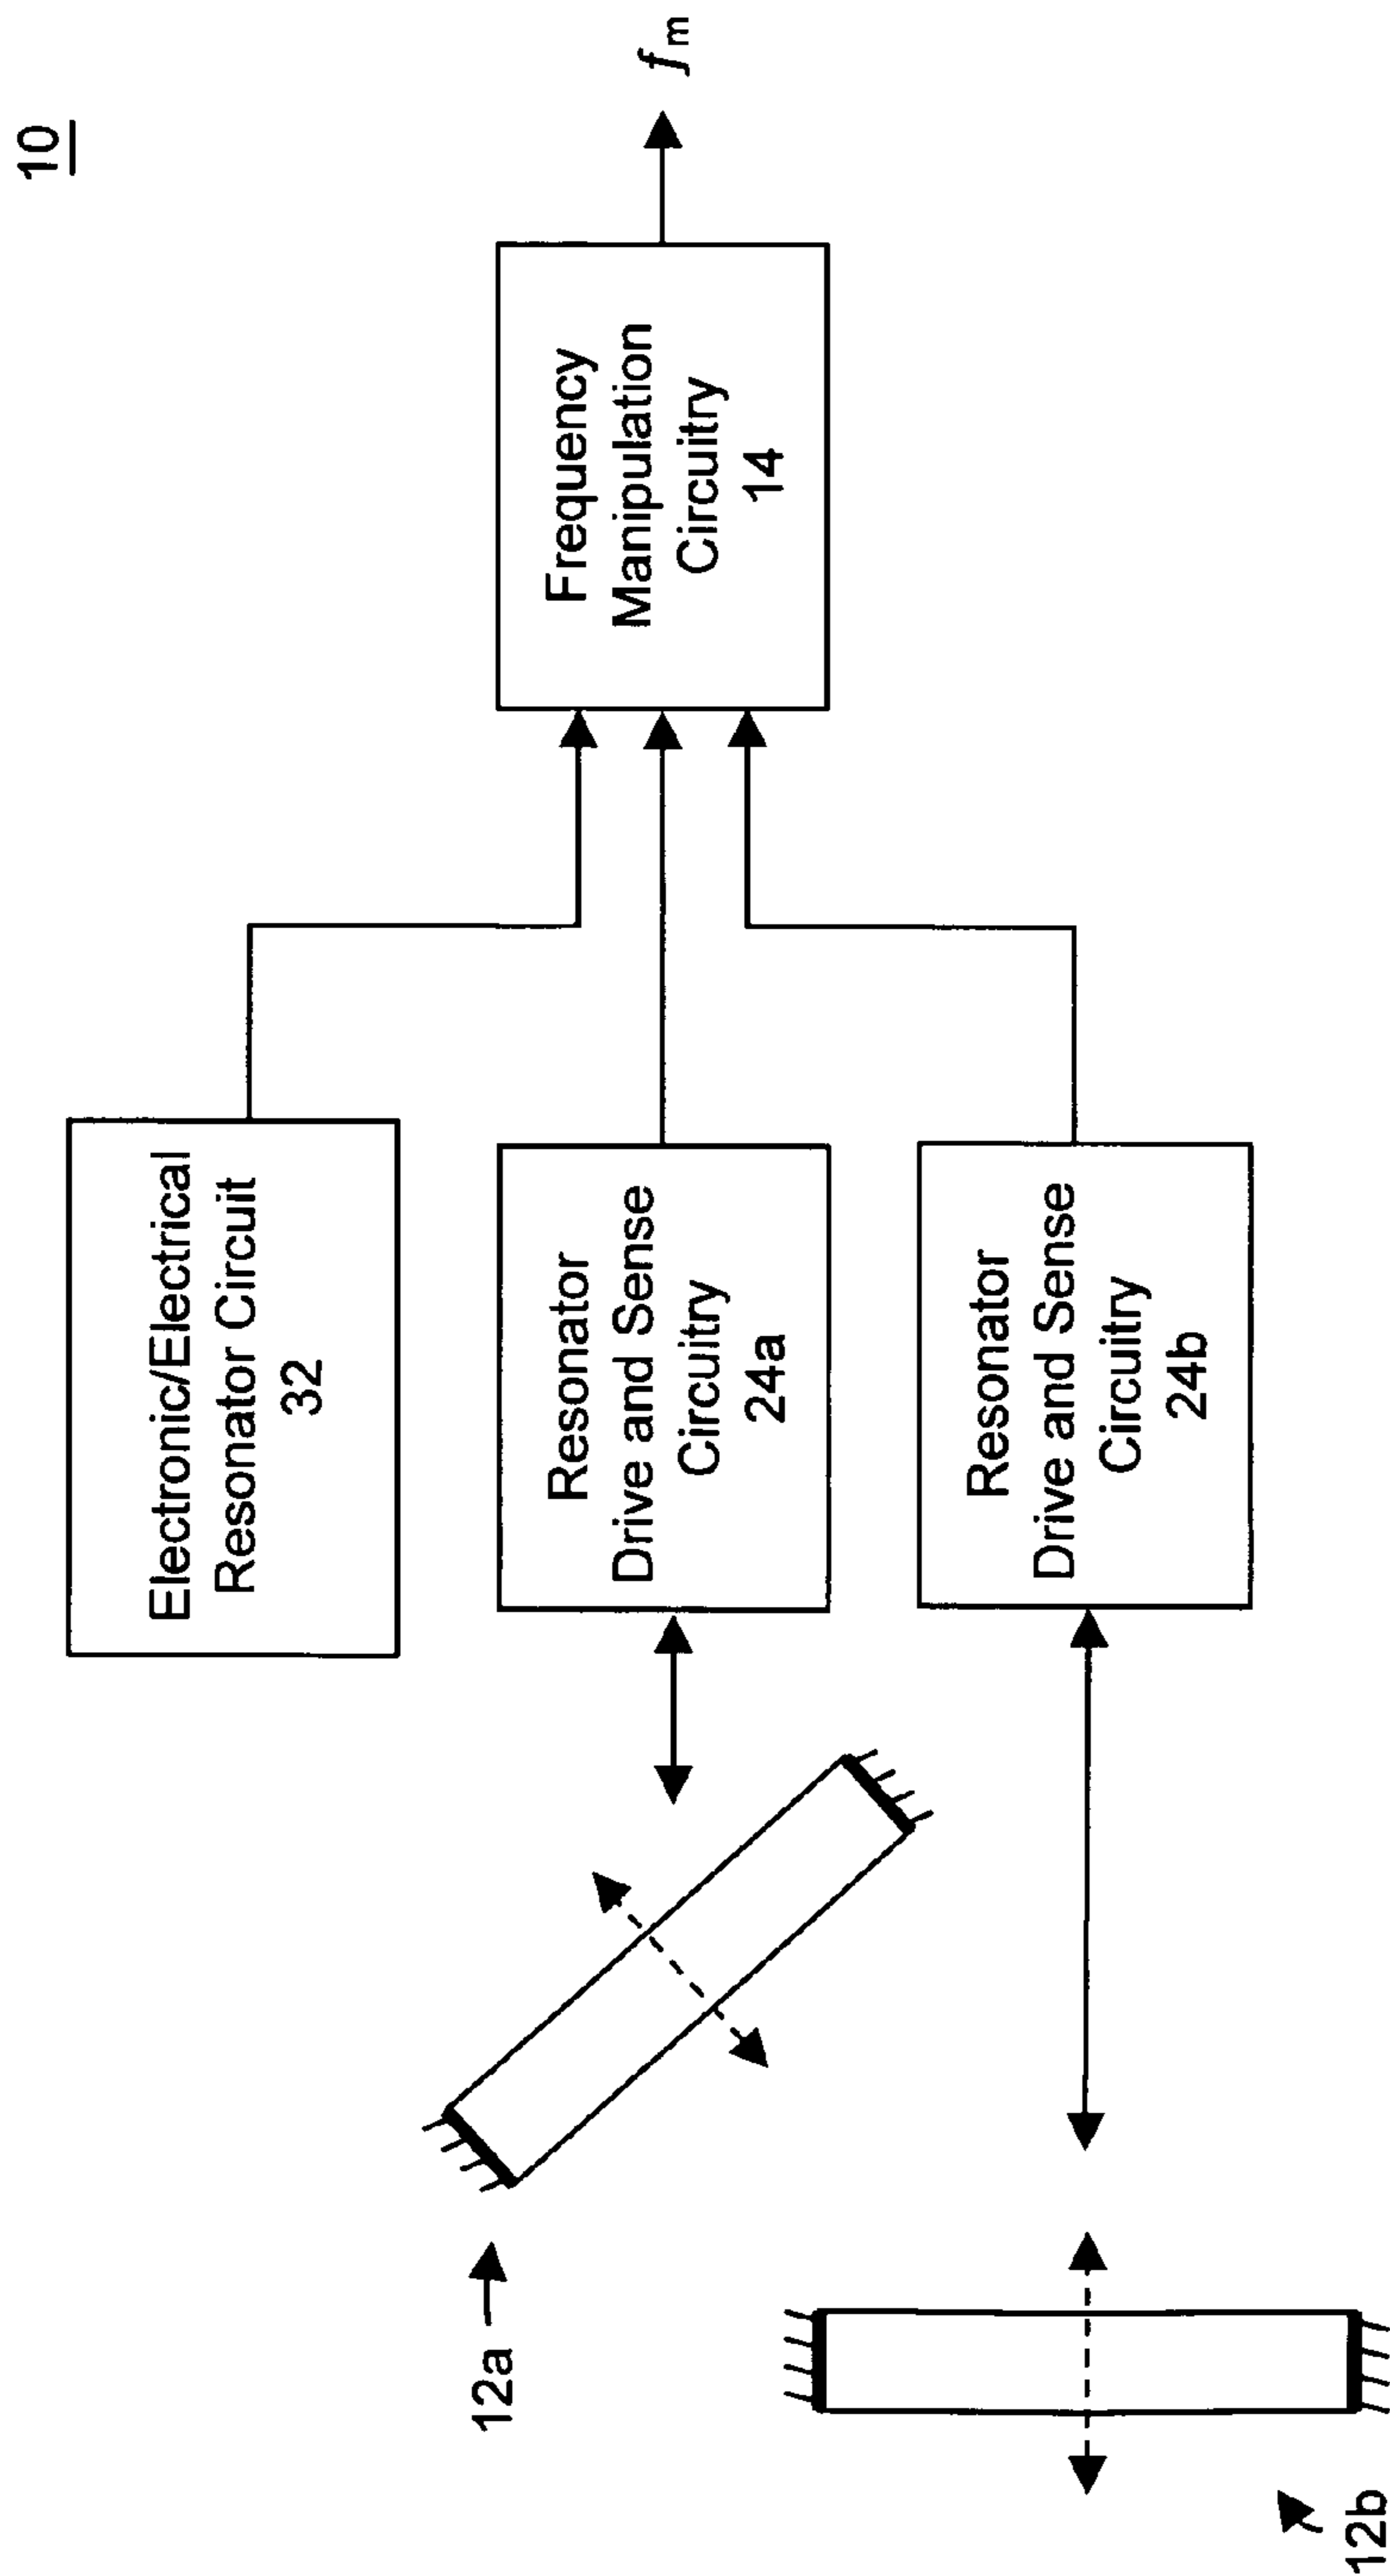 10
Electronic/Electrical
Resonator Circuit
32
12a
Resonator
Drive and Sense
Circuitry
24a
Frequency
Manipulation
Circuitry
14
fm
12b
Resonator
Drive and Sense
Circuitry
24b